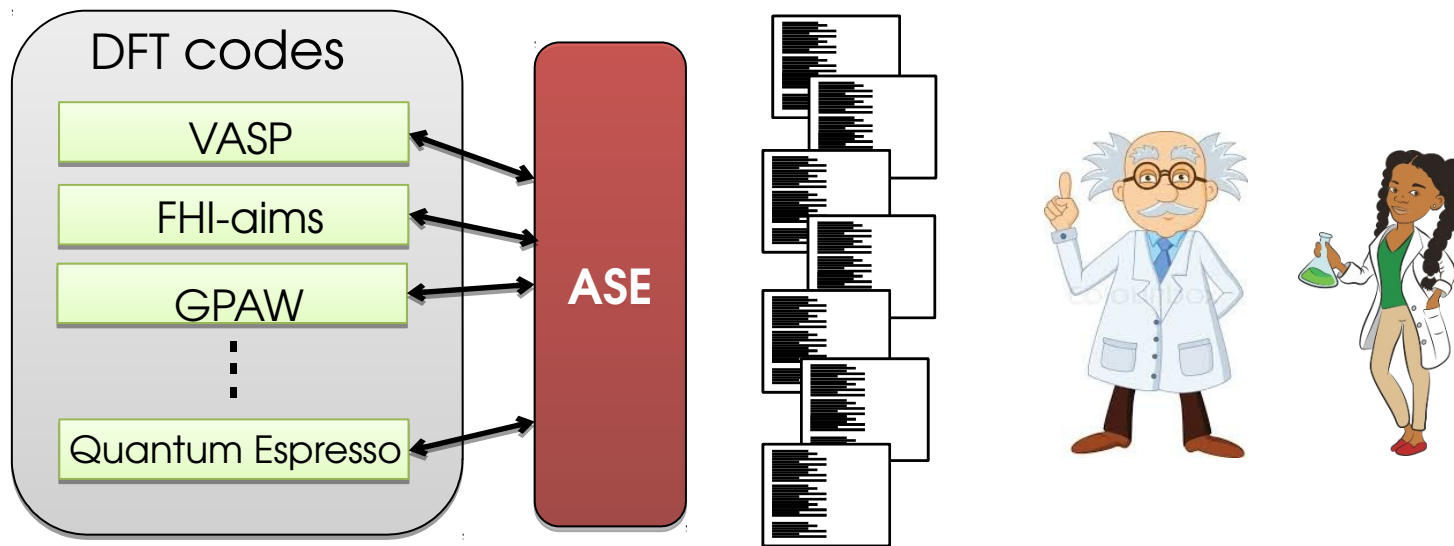 DFT codes
VASP
FHI-aims
GPAW
Quantum Espresso
ASE